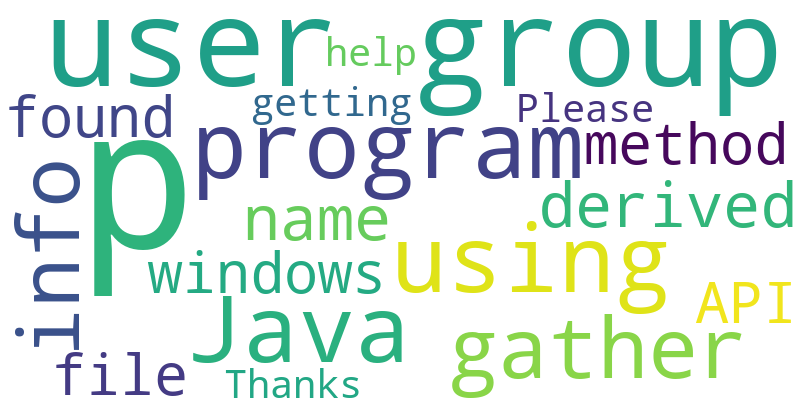 user
group
help
found
getting
Please
p
program
method
info
name
derived
windows
using
API
Java
gather
file
Thanks